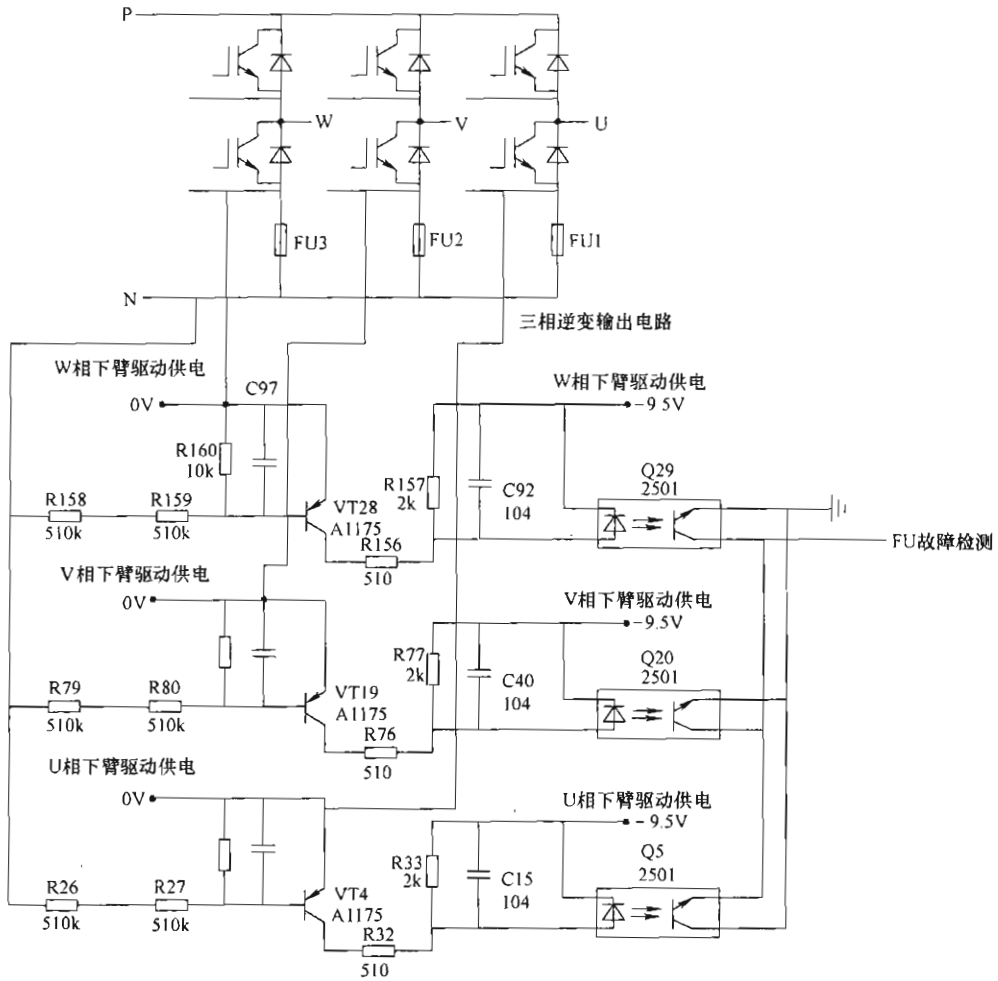 P
W
V
U
FU3
FU2
FU1
N
三相逆变输出电路
W相下臂驱动供电
C97
W相下臂驱动供电
0V
-9 5V
R160
10k
R157
2k
C92
104
Q29
2501
R158
510k
R159
510k
VT28
A1175
R156
510
FU故障检测
V相下臂驱动供电
V相下臂驱动供电
0V
-9.5V
R77
2k
C40
104
Q20
2501
R79
510k
R80
510k
VT19
A1175
R76
510
U相下臂驱动供电
U相下臂驱动供电
0V
-9.5V
R33
2k
C15
104
Q5
2501
R26
510k
R27
510k
VT4
A1175
R32
510